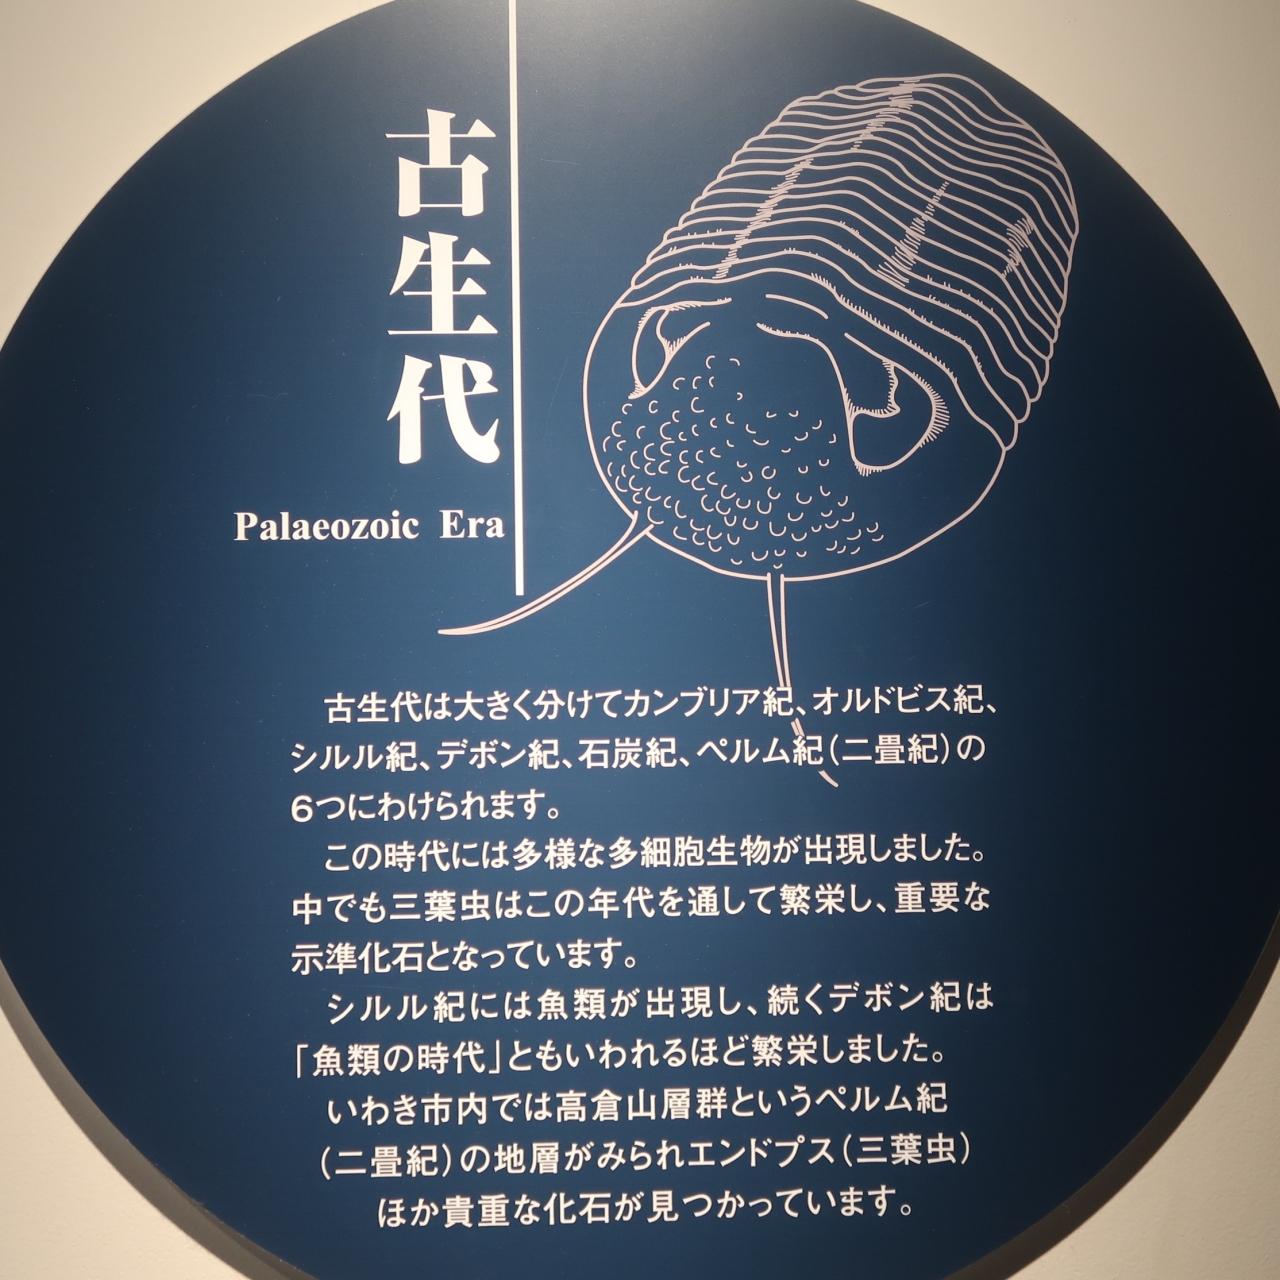 古生代
Palaeozoic Era
古生代は大きく分けてカンブリア紀、オルドビス紀、
シルル紀、デボン紀、石炭紀、ペルム紀(二畳紀)の
6つにわけられます。
この時代には多様な多細胞生物が出現しました。
中でも三葉虫はこの年代を通して繁栄し、重要な
示準化石となっています。
シルル紀には魚類が出現し、続くデボン紀は
「魚類の時代」ともいわれるほど繁栄しました。
いわき市内では高倉山層群というペルム紀
(二畳紀)の地層がみられエンドプス(三葉虫)
ほか貴重な化石が見つかっています。